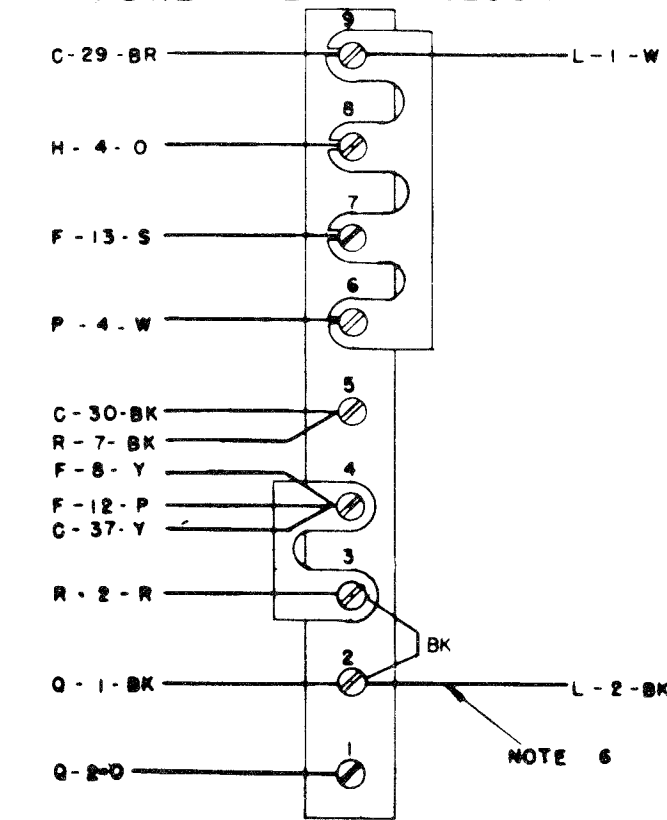 9
C-29-BR
L-1-W
8
H-4-O
7
F-13-S
6
P-4-W
5
C-30-BK
R-7-BK
F-8-Y
4
F-12-P
C-37-Y
3
R-2-R
BK
2
Q-1-BK
L-2-BK
NOTE 6
1
Q-2-O